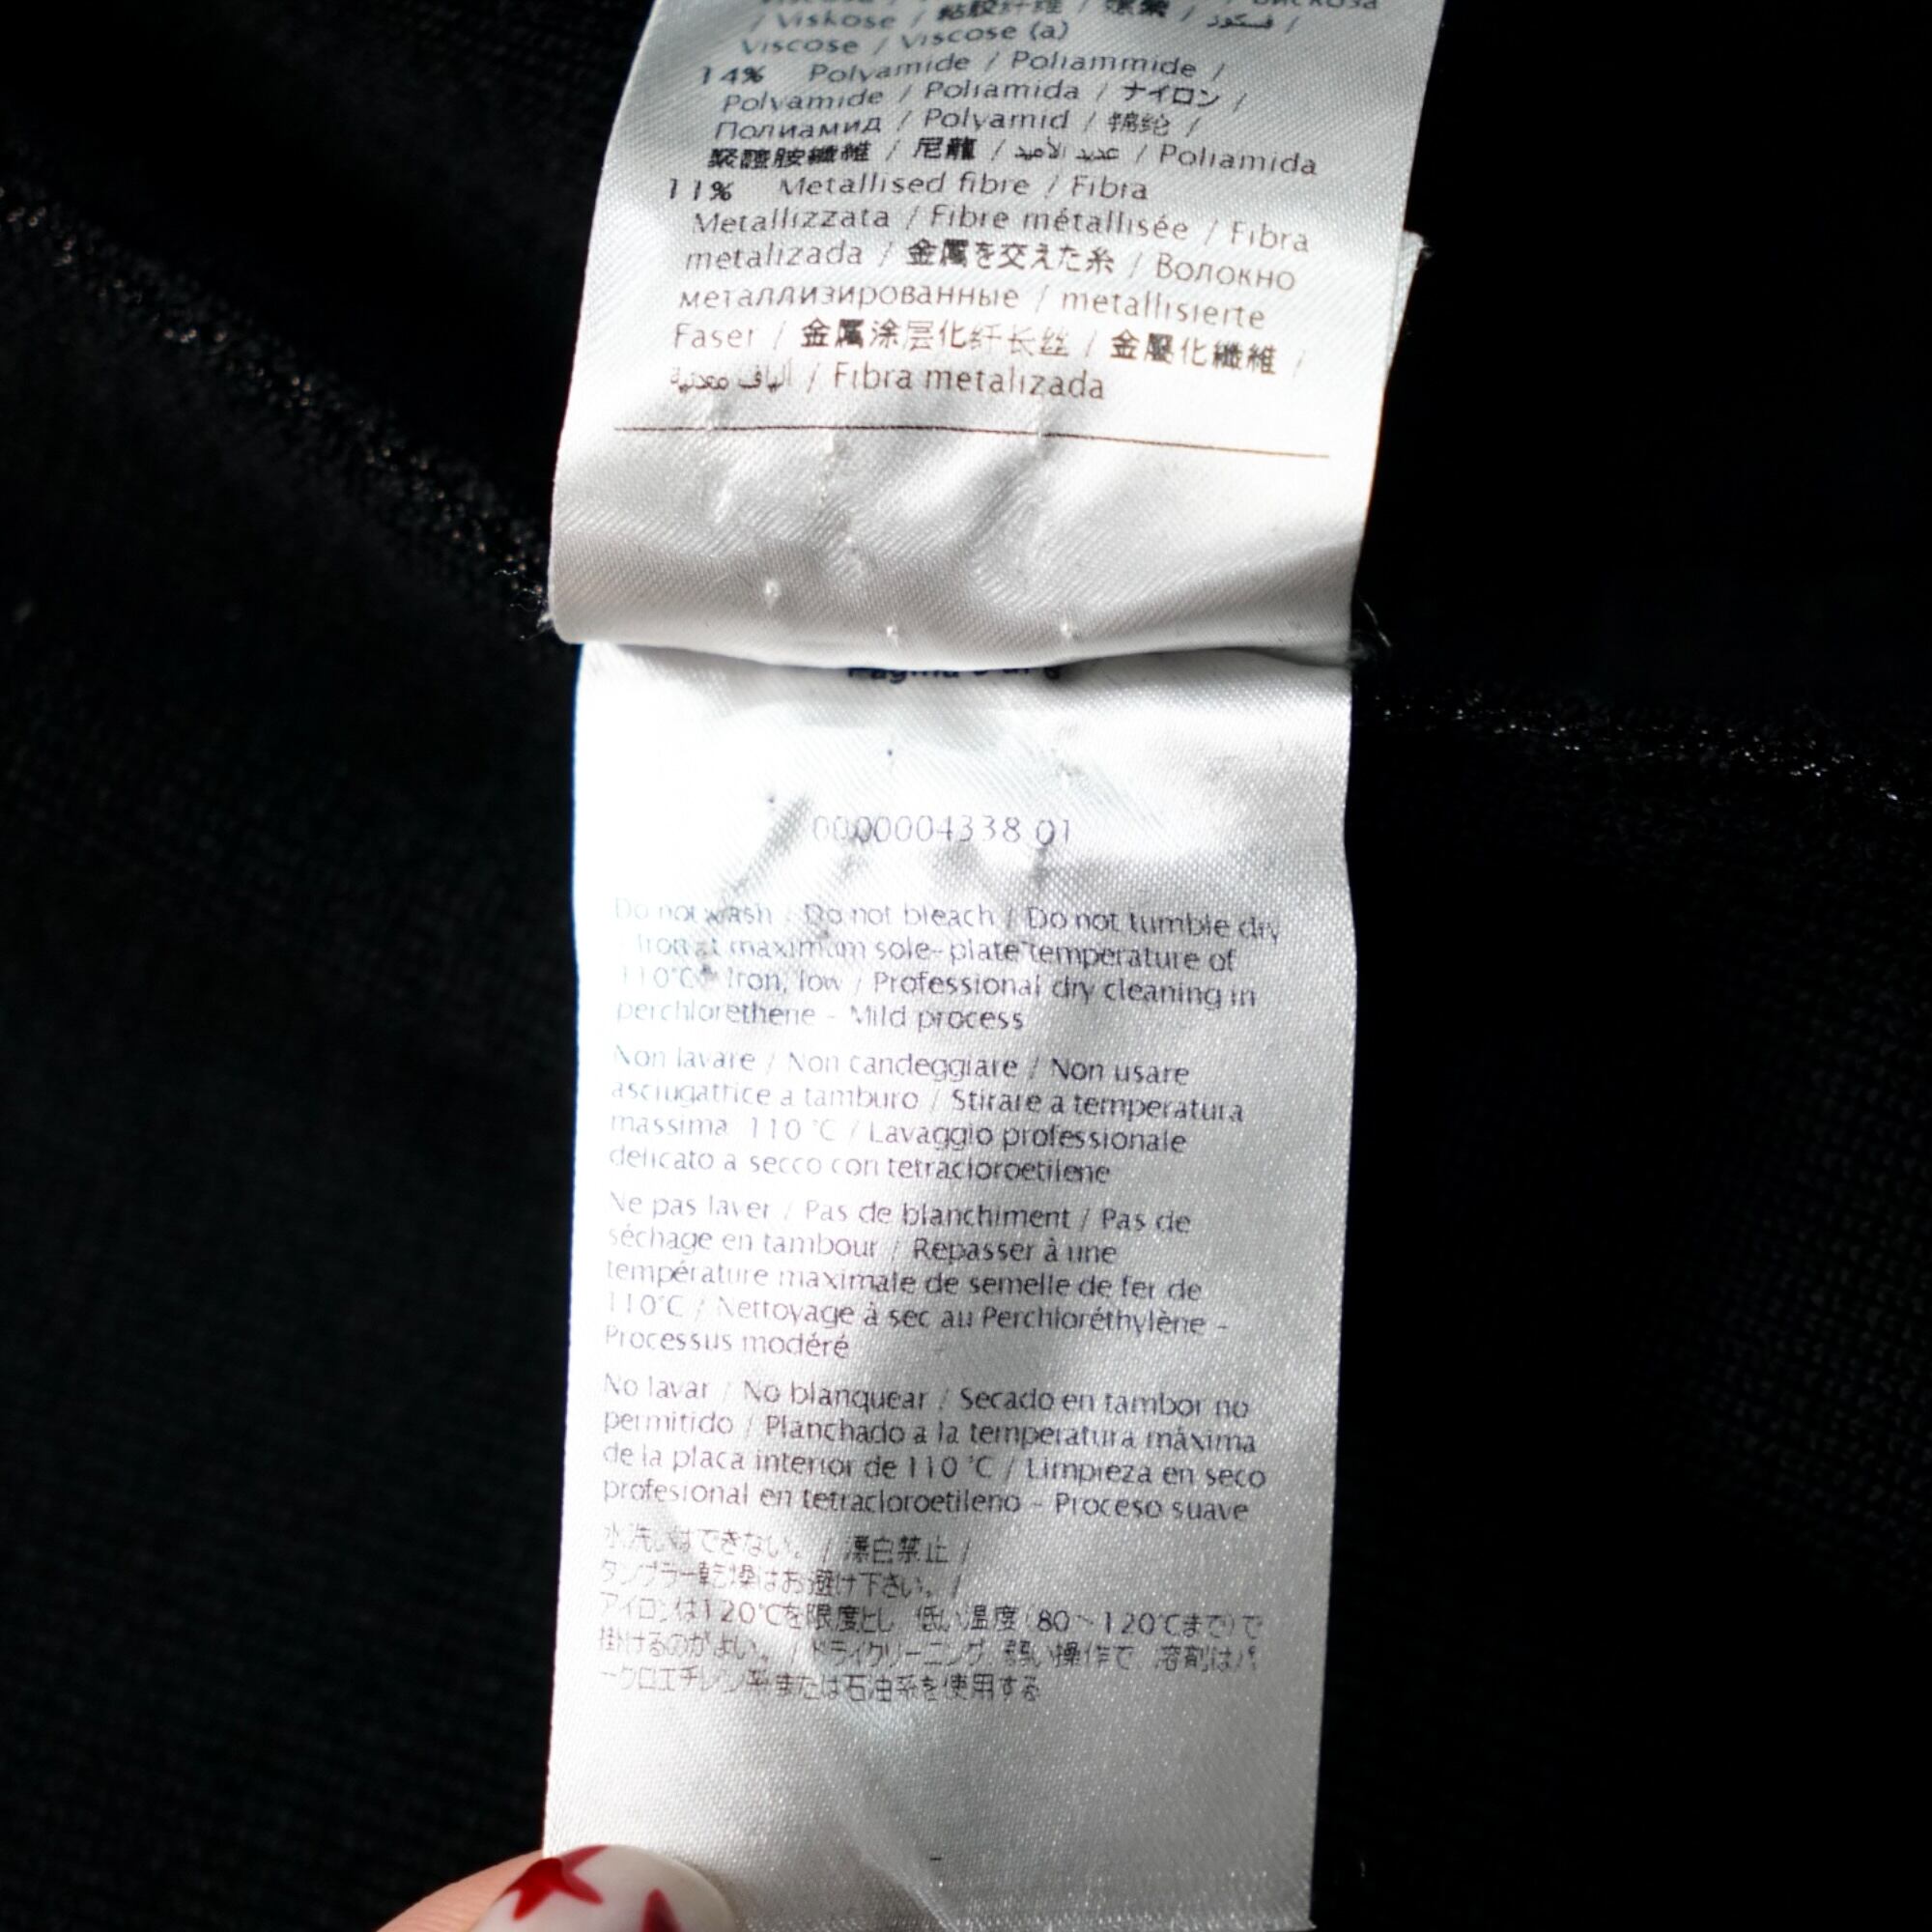 / Viskose / 粘胶纤维 / 嫘縈 / فسكوز /
Viscose / Viscose (a)
14% Polyamide / Poliammide /
Polyamide / Poliamida / ナイロン /
Полиамид / Polyamid / 锦纶 /
聚醯胺纖維 / 尼龍 / عديد الأميد / Poliamida
11% Metallised fibre / Fibra
Metallizzata / Fibre métallisée / Fibra
metalizada / 金属を交えた糸 / Волокно
металлизированные / metallisierte
Faser / 金属涂层化纤长丝 / 金屬化纖維 /
ألياف معدنية / Fibra metalizada
0000004338 01
Do not wash / Do not bleach / Do not tumble dry
/ Iron at maximum sole-plate temperature of
110°C / Iron, low / Professional dry cleaning in
perchlorethene - Mild process
Non lavare / Non candeggiare / Non usare
asciugatrice a tamburo / Stirare a temperatura
massima 110 °C / Lavaggio professionale
delicato a secco con tetracloroetilene
Ne pas laver / Pas de blanchiment / Pas de
séchage en tambour / Repasser à une
température maximale de semelle de fer de
110°C / Nettoyage à sec au Perchloréthylène -
Processus modéré
No lavar / No blanquear / Secado en tambor no
permitido / Planchado a la temperatura máxima
de la placa interior de 110 °C / Limpieza en seco
profesional en tetracloroetileno - Proceso suave
水洗いはできない。 / 漂白禁止 /
タンブラー乾燥はお避け下さい。 /
アイロンは120℃を限度とし 低い温度(80～120℃まで)で
掛けるのがよい。 / ドライクリーニング, 弱い操作で 溶剤はパ
ークロエチレン系または石油系を使用する